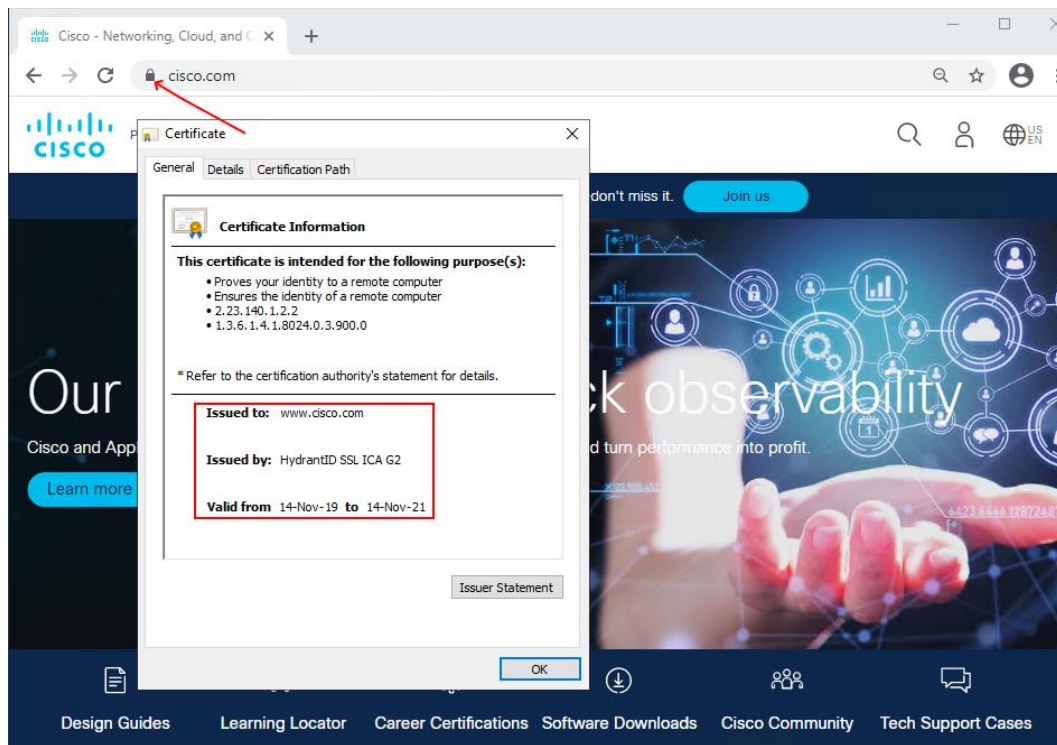 cisco Cisco - Networking, Cloud, and C
cisco.com
CISCO
P
US
EN
Certificate
General Details Certification Path
don't miss it. Join us
Certificate Information
This certificate is intended for the following purpose(s):
• Proves your identity to a remote computer
• Ensures the identity of a remote computer
• 2.23.140.1.2.2
• 1.3.6.1.4.1.8024.0.3.900.0
* Refer to the certification authority's statement for details.
Issued to: www.cisco.com
Issued by: HydrantID SSL ICA G2
Valid from 14-Nov-19 to 14-Nov-21
Issuer Statement
OK
Our ck observability
Cisco and Appl d turn performance into profit.
Learn more
Design Guides Learning Locator Career Certifications Software Downloads Cisco Community Tech Support Cases